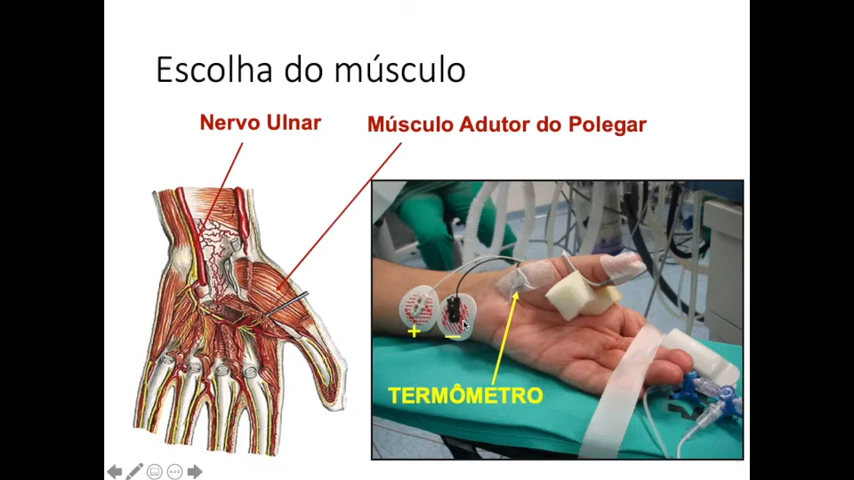 Escolha do músculo
Nervo Ulnar
Músculo Adutor do Polegar
+
–
TERMÔMETRO